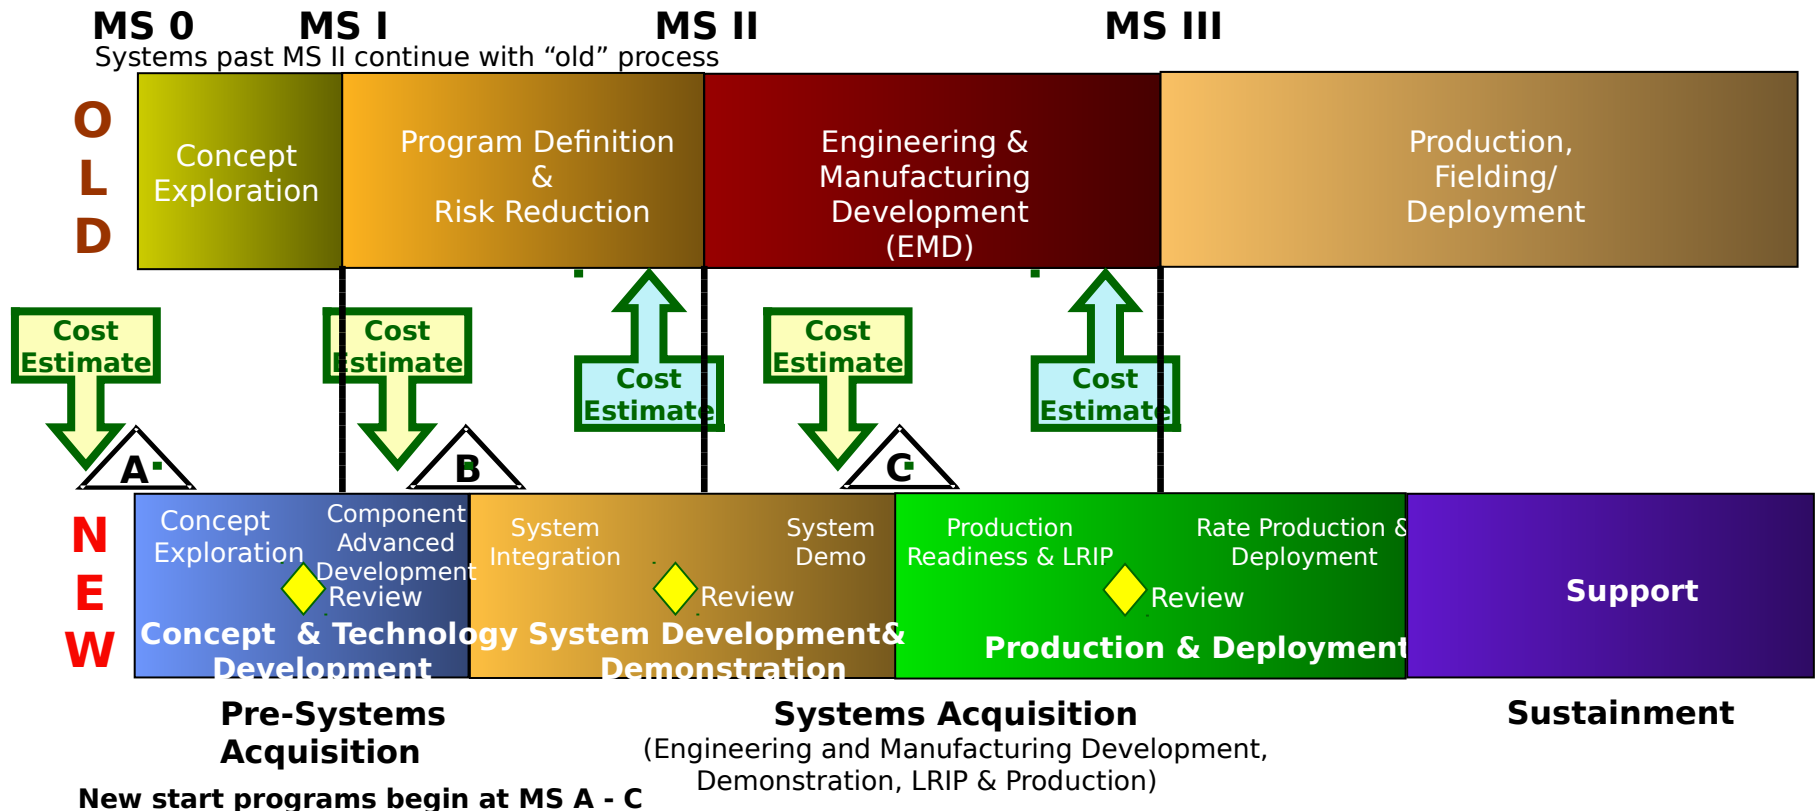 MS 0
MS I
MS II
MS III
Systems past MS II continue with “old” process
O
L
D
Concept
Exploration
Program Definition
&
Risk Reduction
Engineering &
Manufacturing
Development
(EMD)
Production,
Fielding/
Deployment
Cost
Estimate
Cost
Estimate
Cost
Estimate
Cost
Estimate
Cost
Estimate
A
B
C
N
E
W
Concept
Exploration
Component
Advanced
Development
Review
Concept & Technology
Development
System
Integration
System
Demo
Review
System Development&
Demonstration
Production
Readiness & LRIP
Rate Production &
Deployment
Review
Production & Deployment
Support
Pre-Systems
Acquisition
Systems Acquisition
(Engineering and Manufacturing Development,
Demonstration, LRIP & Production)
Sustainment
New start programs begin at MS A - C